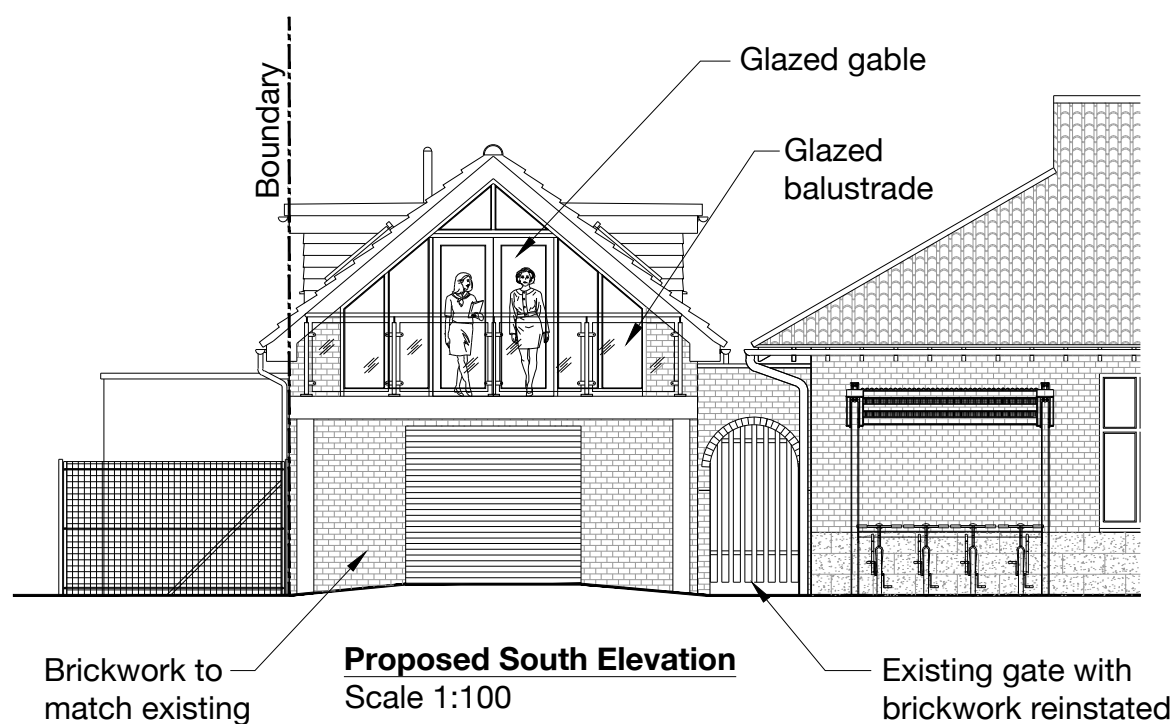 Boundary
Glazed gable
Glazed
balustrade
Brickwork to
match existing
Proposed South Elevation
Scale 1:100
Existing gate with
brickwork reinstated